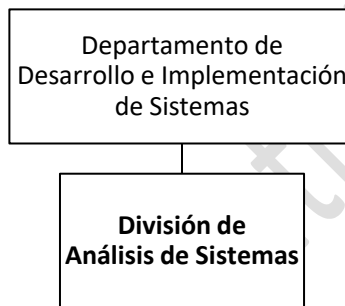 Departamento de
Desarrollo e Implementación
de Sistemas
División de
Análisis de Sistemas